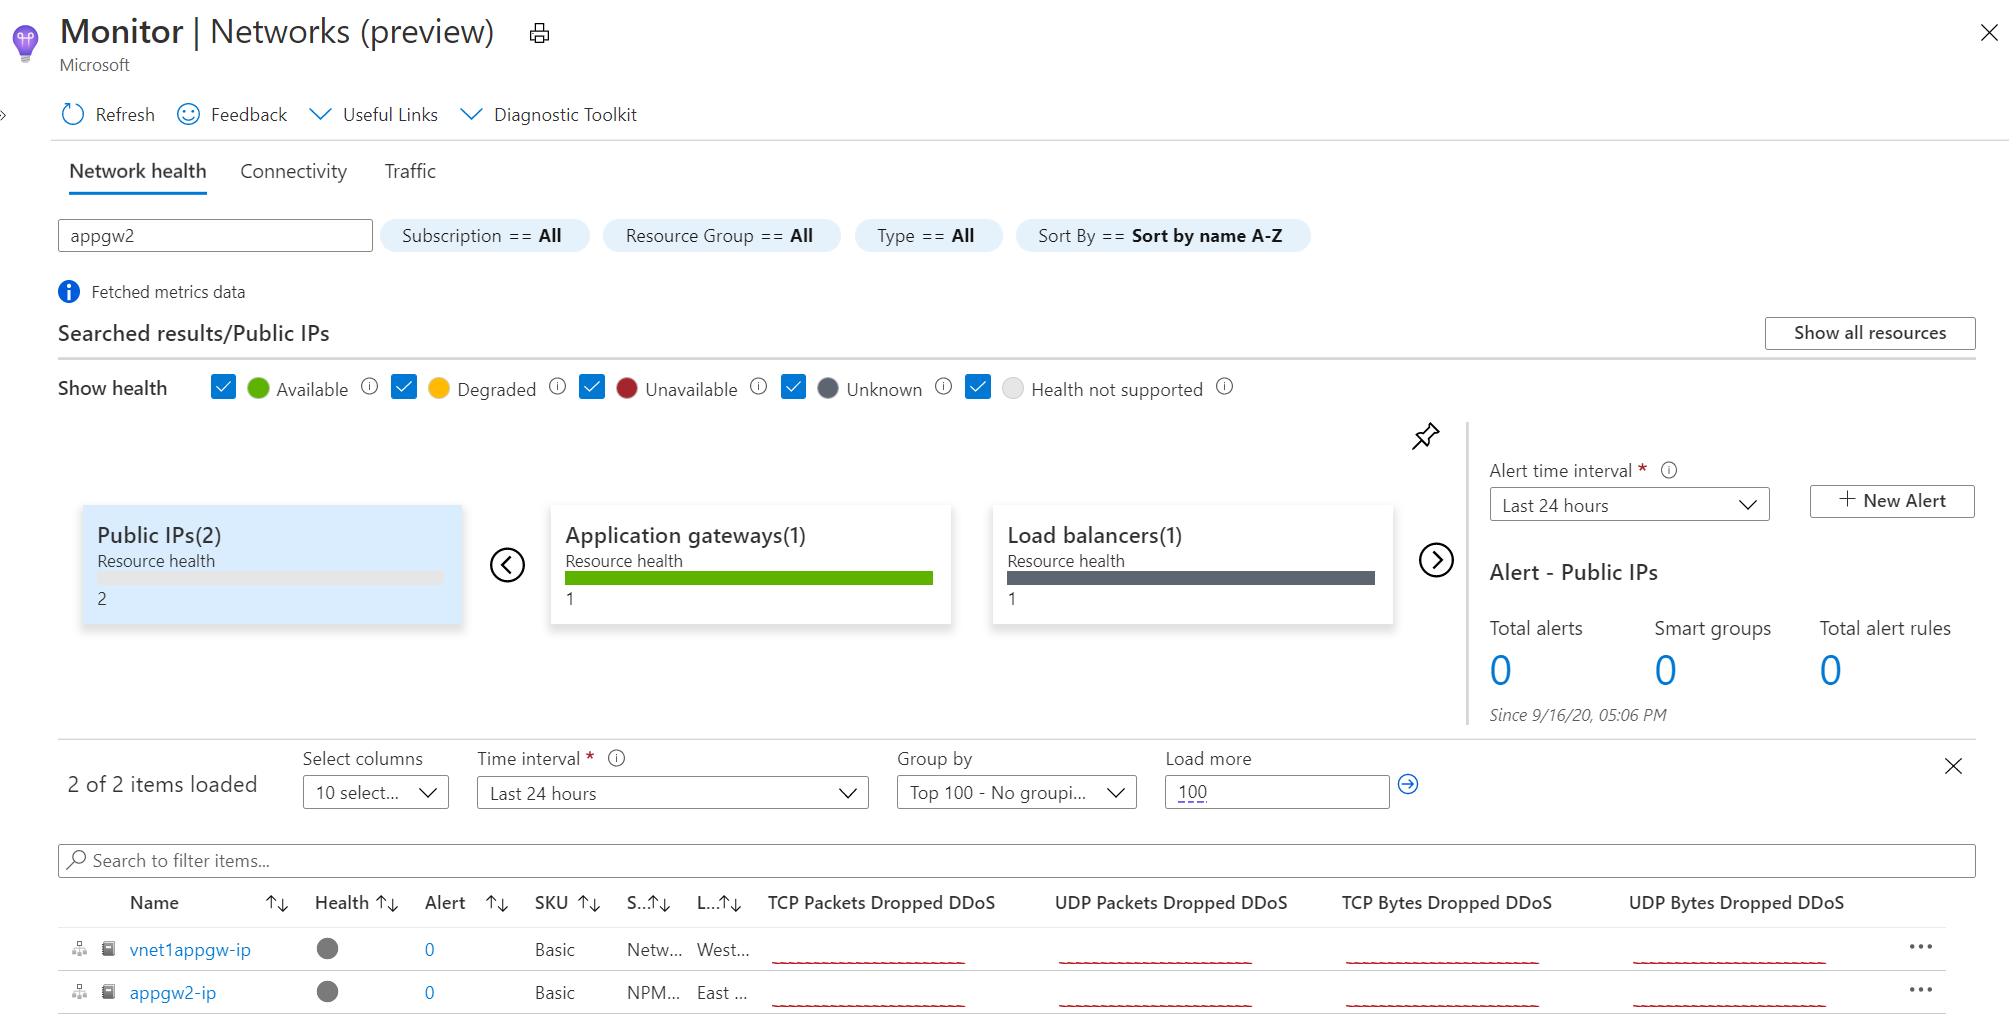 Monitor | Networks (preview)
Microsoft
Refresh Feedback Useful Links Diagnostic Toolkit
Network health Connectivity Traffic
appgw2 Subscription == All Resource Group == All Type == All Sort By == Sort by name A-Z
Fetched metrics data
Searched results/Public IPs Show all resources
Show health Available Degraded Unavailable Unknown Health not supported
Alert time interval *
Last 24 hours + New Alert
Public IPs(2) Application gateways(1) Load balancers(1)
Resource health Resource health Resource health
2 1 1
Alert - Public IPs
Total alerts Smart groups Total alert rules
0 0 0
Since 9/16/20, 05:06 PM
2 of 2 items loaded
Select columns Time interval * Group by Load more
10 select... Last 24 hours Top 100 - No groupi... 100
Search to filter items...
Name Health Alert SKU S... L... TCP Packets Dropped DDoS UDP Packets Dropped DDoS TCP Bytes Dropped DDoS UDP Bytes Dropped DDoS
vnet1appgw-ip 0 Basic Netw... West... ...
appgw2-ip 0 Basic NPM... East ... ...